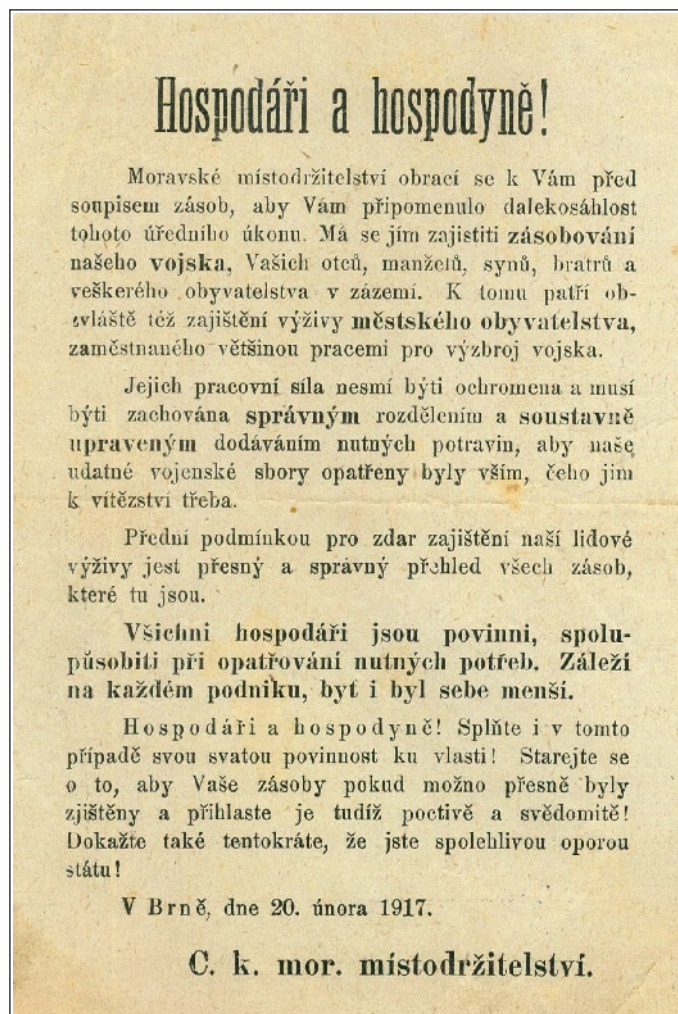 Hospodáři a hospodyně!
Moravské místodržitelství obrací se k Vám před
soupisem zásob, aby Vám připomenulo dalekosáhlost
tohoto úředního úkonu. Má se jím zajistiti zásobování
našeho vojska, Vašich otců, manželů, synů, bratrů a
veškerého obyvatelstva v zázemí. K tomu patří ob-
zvláště též zajištění výživy městského obyvatelstva,
zaměstnaného většinou pracemi pro výzbroj vojska.
Jejich pracovní síla nesmí býti ochromena a musí
býti zachována správným rozdělením a soustavně
upraveným dodáváním nutných potravin, aby naše
udatné vojenské sbory opatřeny byly vším, čeho jim
k vítězství třeba.
Přední podmínkou pro zdar zajištění naší lidové
výživy jest přesný a správný přehled všech zásob,
které tu jsou.
Všichni hospodáři jsou povinni, spolu-
působiti při opatřování nutných potřeb. Záleží
na každém podniku, byť i byl sebe menší.
Hospodáři a hospodyně! Splňte i v tomto
případě svou svatou povinnost ku vlasti! Starejte se
o to, aby Vaše zásoby pokud možno přesně byly
zjištěny a přihlaste je tudíž poctivě a svědomitě!
Dokažte také tentokráte, že jste spolehlivou oporou
státu!
V Brně, dne 20. února 1917.
C. k. mor. místodržitelství.